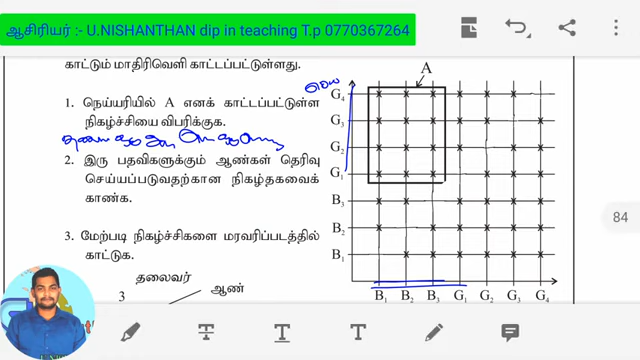 ஆசிரியர் :- U.NISHANTHAN dip in teaching T.p 0770367264
காட்டும் மாதிரிவெளி காட்டப்பட்டுள்ளது.
1. நெய்யரியில் A எனக் காட்டப்பட்டுள்ள
நிகழ்ச்சியை விபரிக்குக.
2. இரு பதவிகளுக்கும் ஆண்கள் தெரிவு
செய்யப்படுவதற்கான நிகழ்தகவைக்
காண்க.
3. மேற்படி நிகழ்ச்சிகளை மரவரிப்படத்தில்
காட்டுக.
தலைவர்
3
ஆண்
A
G₄
G₃
G₂
G₁
B₃
B₂
B₁
B₁ B₂ B₃ G₁ G₂ G₃ G₄
84